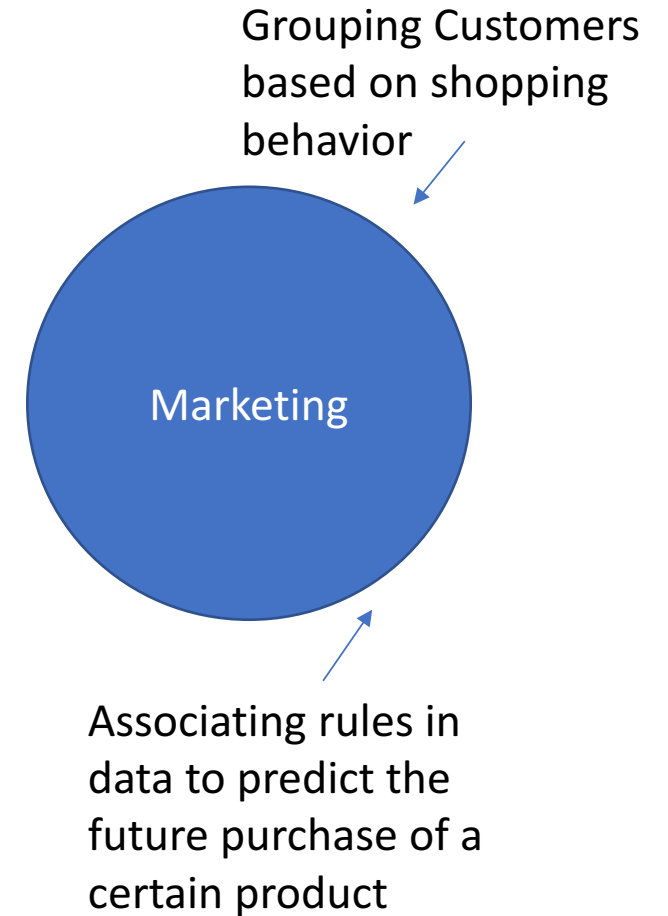 Grouping Customers
based on shopping
behavior
Marketing
Associating rules in
data to predict the
future purchase of a
certain product